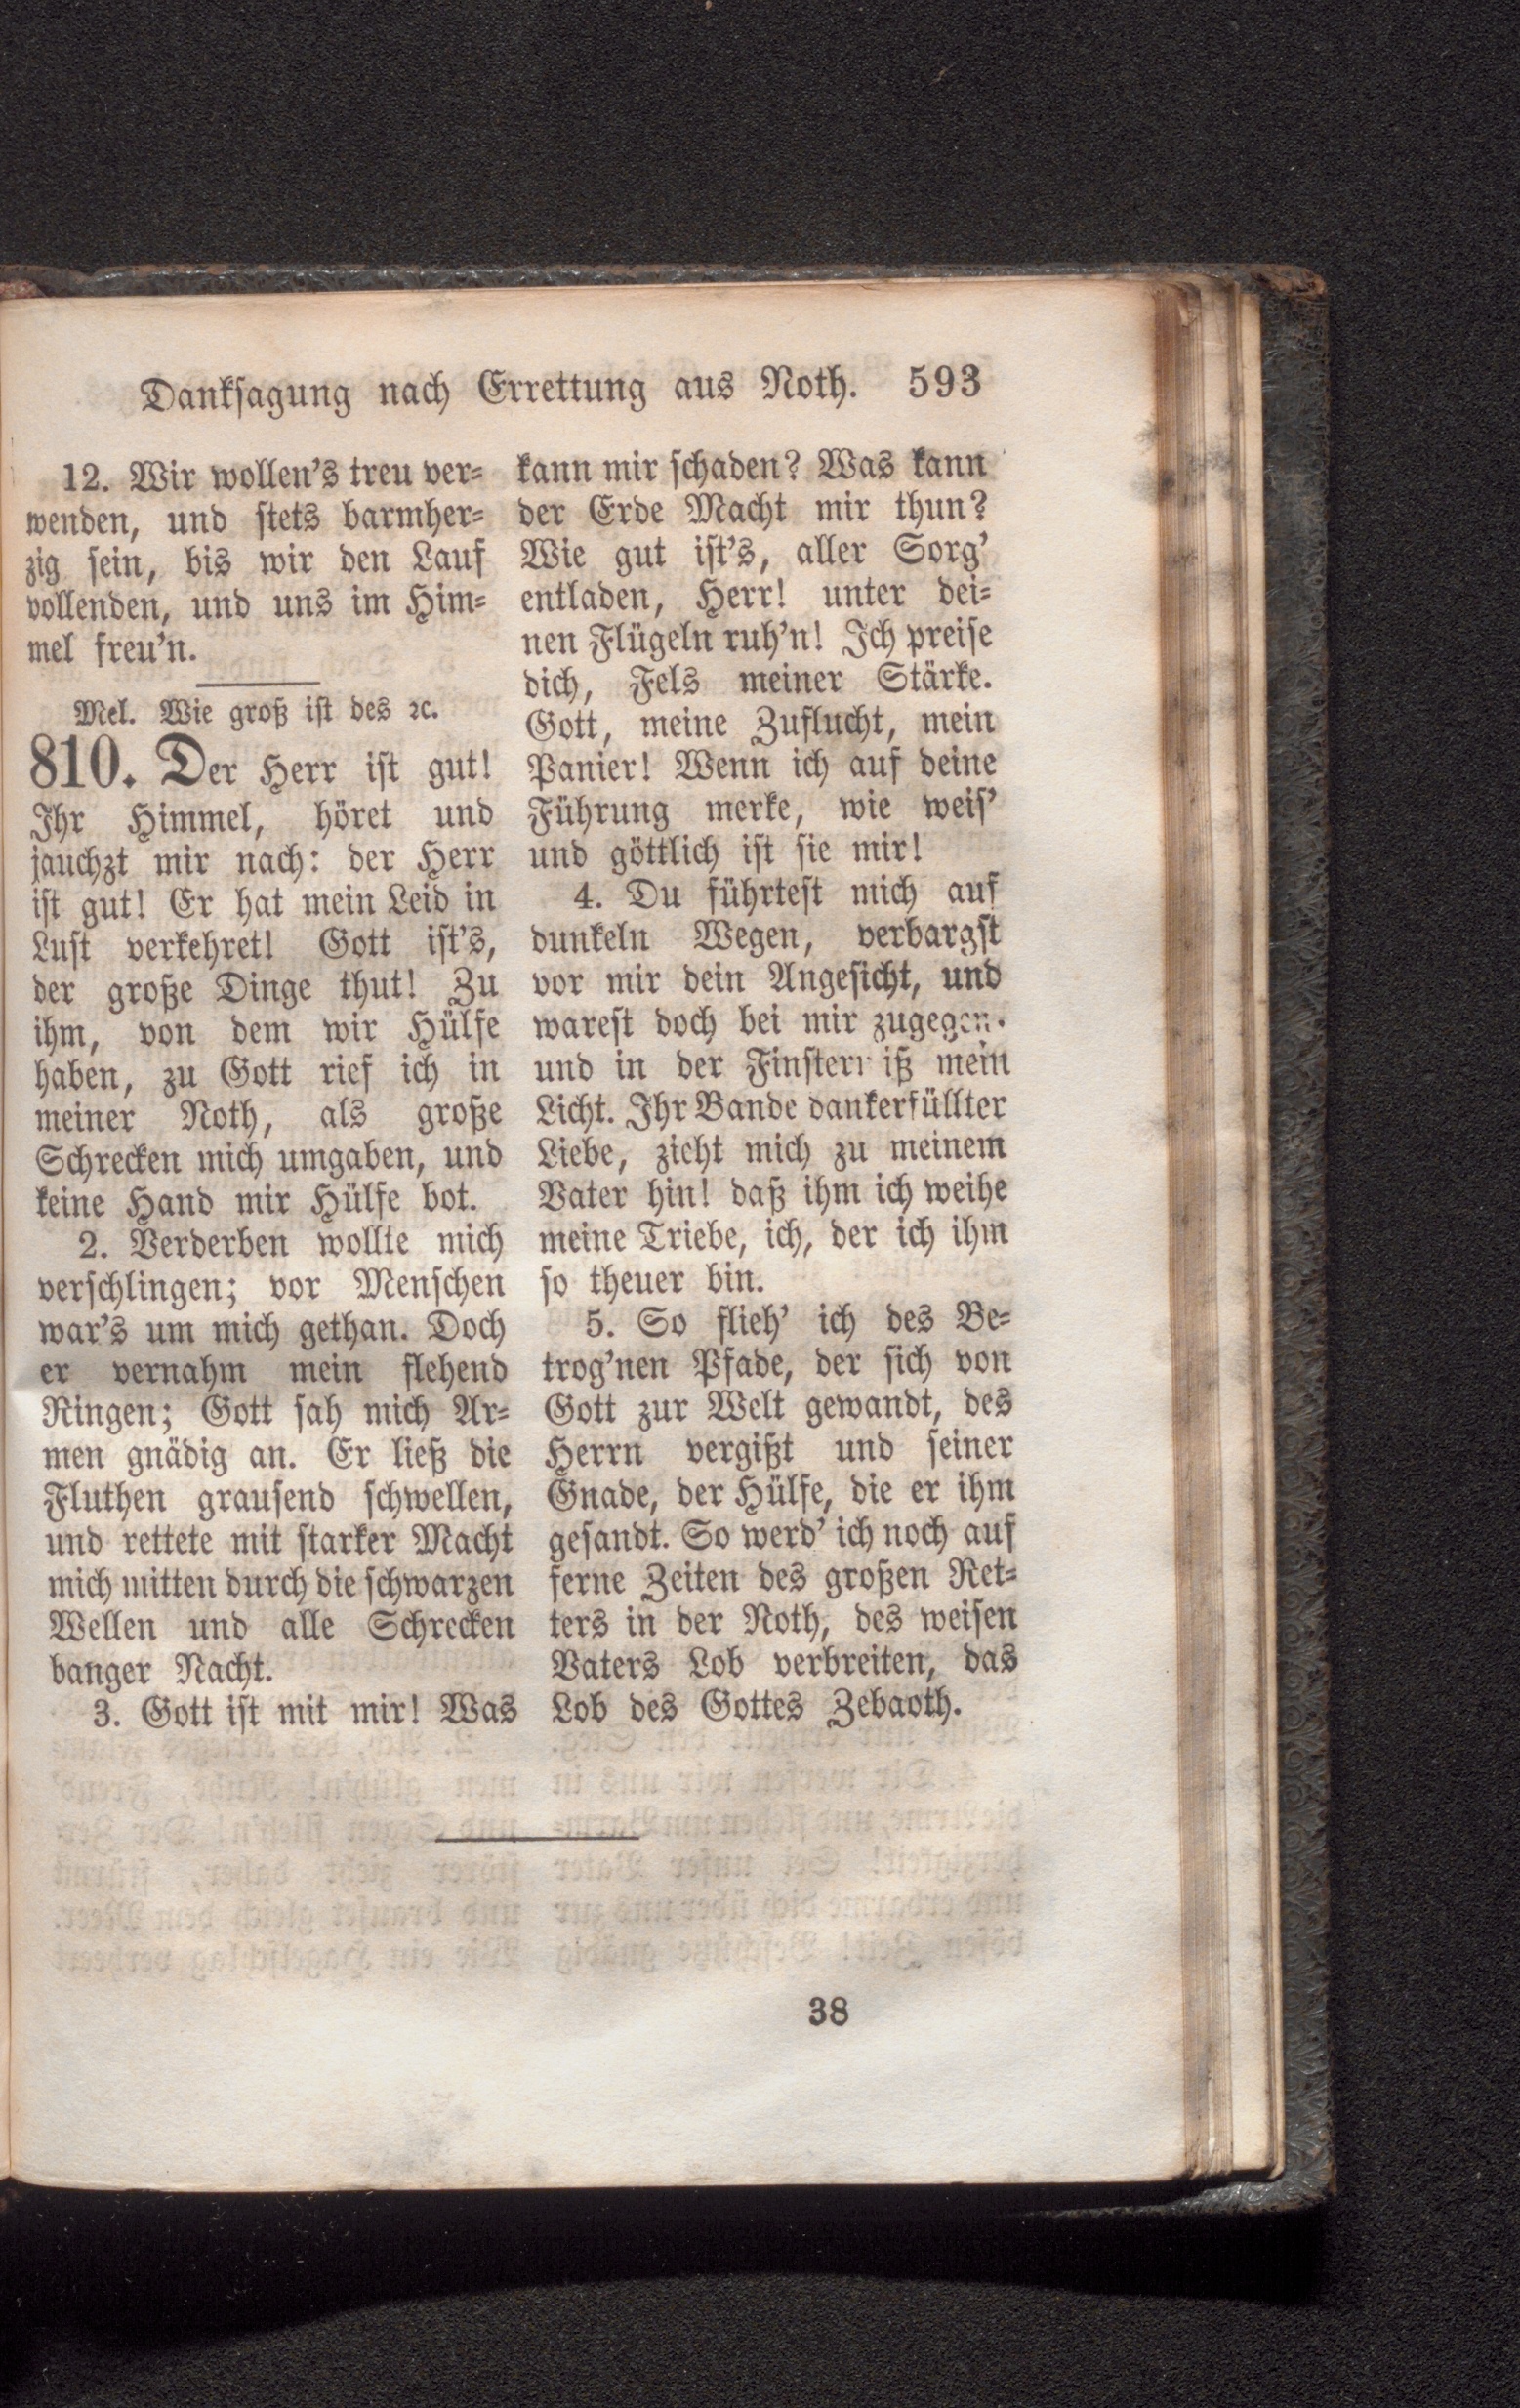 Danksagung nach Errettung aus Noth. 593
12. Wir wollen's treu ver-
wenden, und stets barmher-
zig sein, bis wir den Lauf
vollenden, und uns im Him-
mel freu'n.
Mel. Wie groß ist des ꝛc.
810. Der Herr ist gut!
Ihr Himmel, höret und
jauchzt mir nach: der Herr
ist gut! Er hat mein Leid in
Lust verkehret! Gott ist's,
der große Dinge thut! Zu
ihm, von dem wir Hülfe
haben, zu Gott rief ich in
meiner Noth, als große
Schrecken mich umgaben, und
keine Hand mir Hülfe bot.
2. Verderben wollte mich
verschlingen; vor Menschen
war's um mich gethan. Doch
er vernahm mein flehend
Ringen; Gott sah mich Ar-
men gnädig an. Er ließ die
Fluthen grausend schwellen,
und rettete mit starker Macht
mich mitten durch die schwarzen
Wellen und alle Schrecken
banger Nacht.
3. Gott ist mit mir! Was
kann mir schaden? Was kann
der Erde Macht mir thun?
Wie gut ist's, aller Sorg'
entladen, Herr! unter dei-
nen Flügeln ruh'n! Ich preise
dich, Fels meiner Stärke.
Gott, meine Zuflucht, mein
Panier! Wenn ich auf deine
Führung merke, wie weis'
und göttlich ist sie mir!
4. Du führtest mich auf
dunkeln Wegen, verbargst
vor mir dein Angesicht, und
warest doch bei mir zugegen.
und in der Finsterniß mein
Licht. Ihr Bande dankerfüllter
Liebe, zieht mich zu meinem
Vater hin! daß ihm ich weihe
meine Triebe, ich, der ich ihm
so theuer bin.
5. So flieh' ich des Be-
trog'nen Pfade, der sich von
Gott zur Welt gewandt, des
Herrn vergißt und seiner
Gnade, der Hülfe, die er ihm
gesandt. So werd' ich noch auf
ferne Zeiten des großen Ret-
ters in der Noth, des weisen
Vaters Lob verbreiten, das
Lob des Gottes Zebaoth.
38